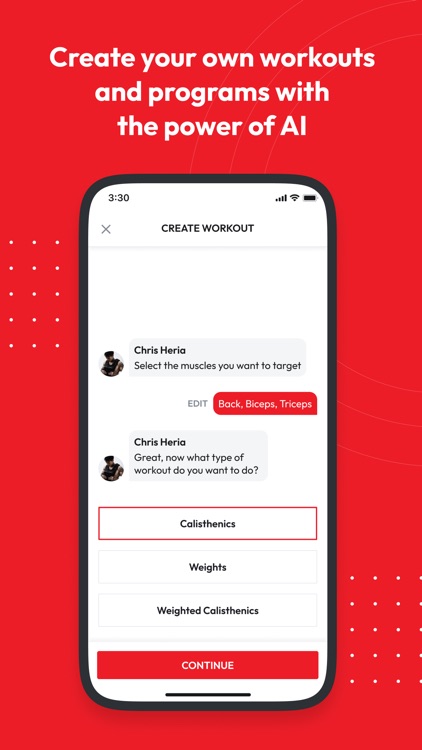 Create your own workouts
and programs with
the power of AI
3:30
CREATE WORKOUT
Chris Heria
Select the muscles you want to target
EDIT Back, Biceps, Triceps
Chris Heria
Great, now what type of
workout do you want to do?
Calisthenics
Weights
Weighted Calisthenics
CONTINUE